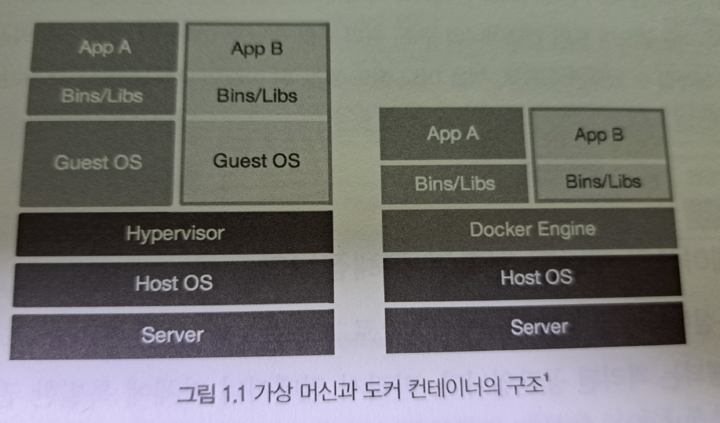 App A
App B
Bins/Libs
Bins/Libs
Guest OS
Guest OS
Hypervisor
Host OS
Server
App A
App B
Bins/Libs
Bins/Libs
Docker Engine
Host OS
Server
그림 1.1 가상 머신과 도커 컨테이너의 구조¹